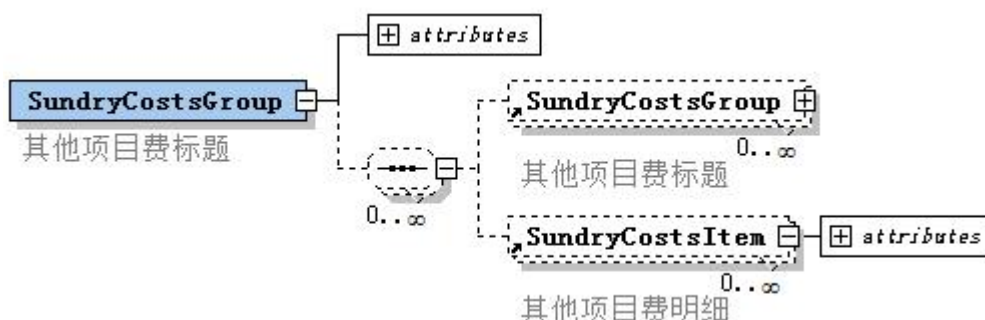 attributes
SundryCostsGroup
其他项目费标题
0..∞
SundryCostsGroup
0..∞
其他项目费标题
SundryCostsItem
attributes
0..∞
其他项目费明细